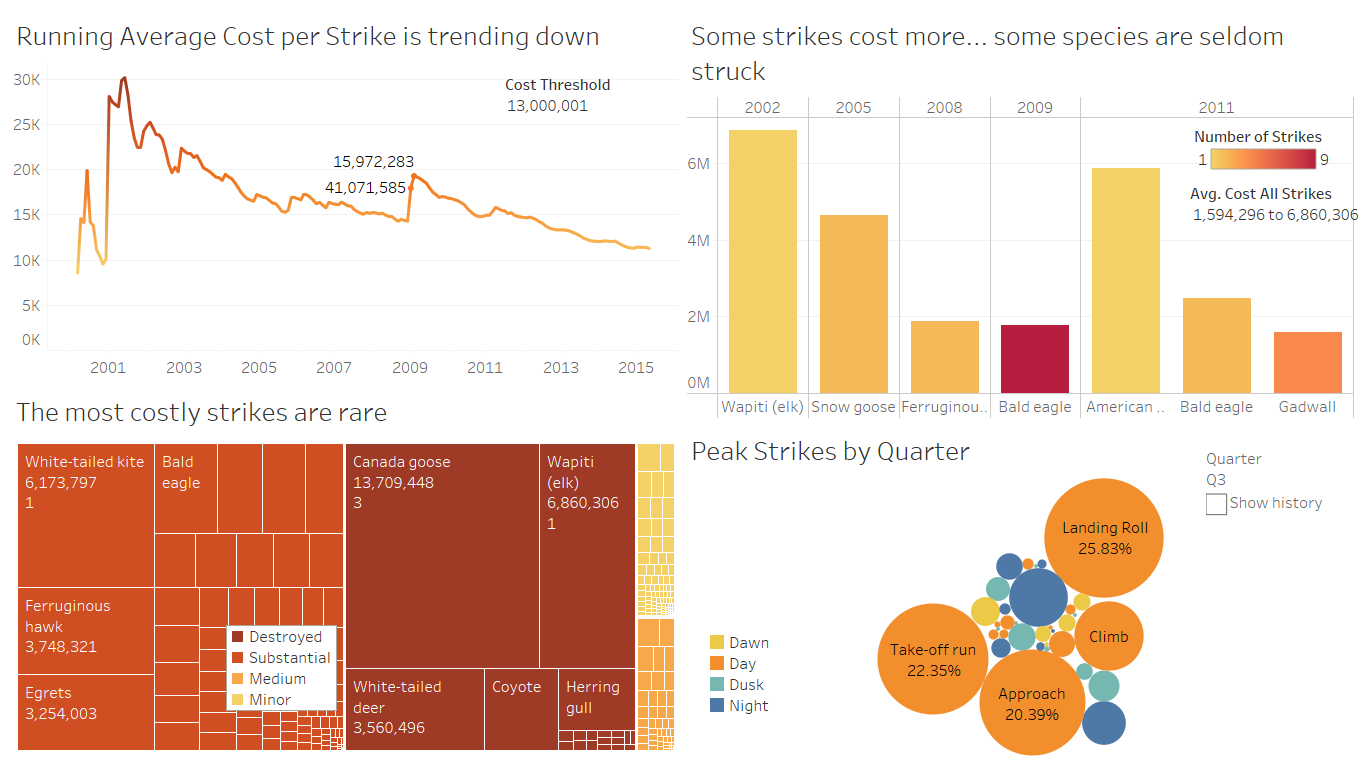 Running Average Cost per Strike is trending down
30K
25K
20K
15K
10K
5K
0K
Cost Threshold
13,000,001
15,972,283
41,071,585
2001
2003
2005
2007
2009
2011
2013
2015
Some strikes cost more... some species are seldom
struck
2002
2005
2008
2009
2011
6M
4M
2M
0M
Number of Strikes
1
9
Avg. Cost All Strikes
1,594,296 to 6,860,306
Wapiti (elk)
Snow goose
Ferruginou..
Bald eagle
American ..
Bald eagle
Gadwall
The most costly strikes are rare
White-tailed kite
6,173,797
1
Bald
eagle
Ferruginous
hawk
3,748,321
Egrets
3,254,003
Canada goose
13,709,448
3
Wapiti
(elk)
6,860,306
1
White-tailed
deer
3,560,496
Coyote
Herring
gull
Destroyed
Substantial
Medium
Minor
Peak Strikes by Quarter
Quarter
Q3
Show history
Landing Roll
25.83%
Climb
Take-off run
22.35%
Approach
20.39%
Dawn
Day
Dusk
Night